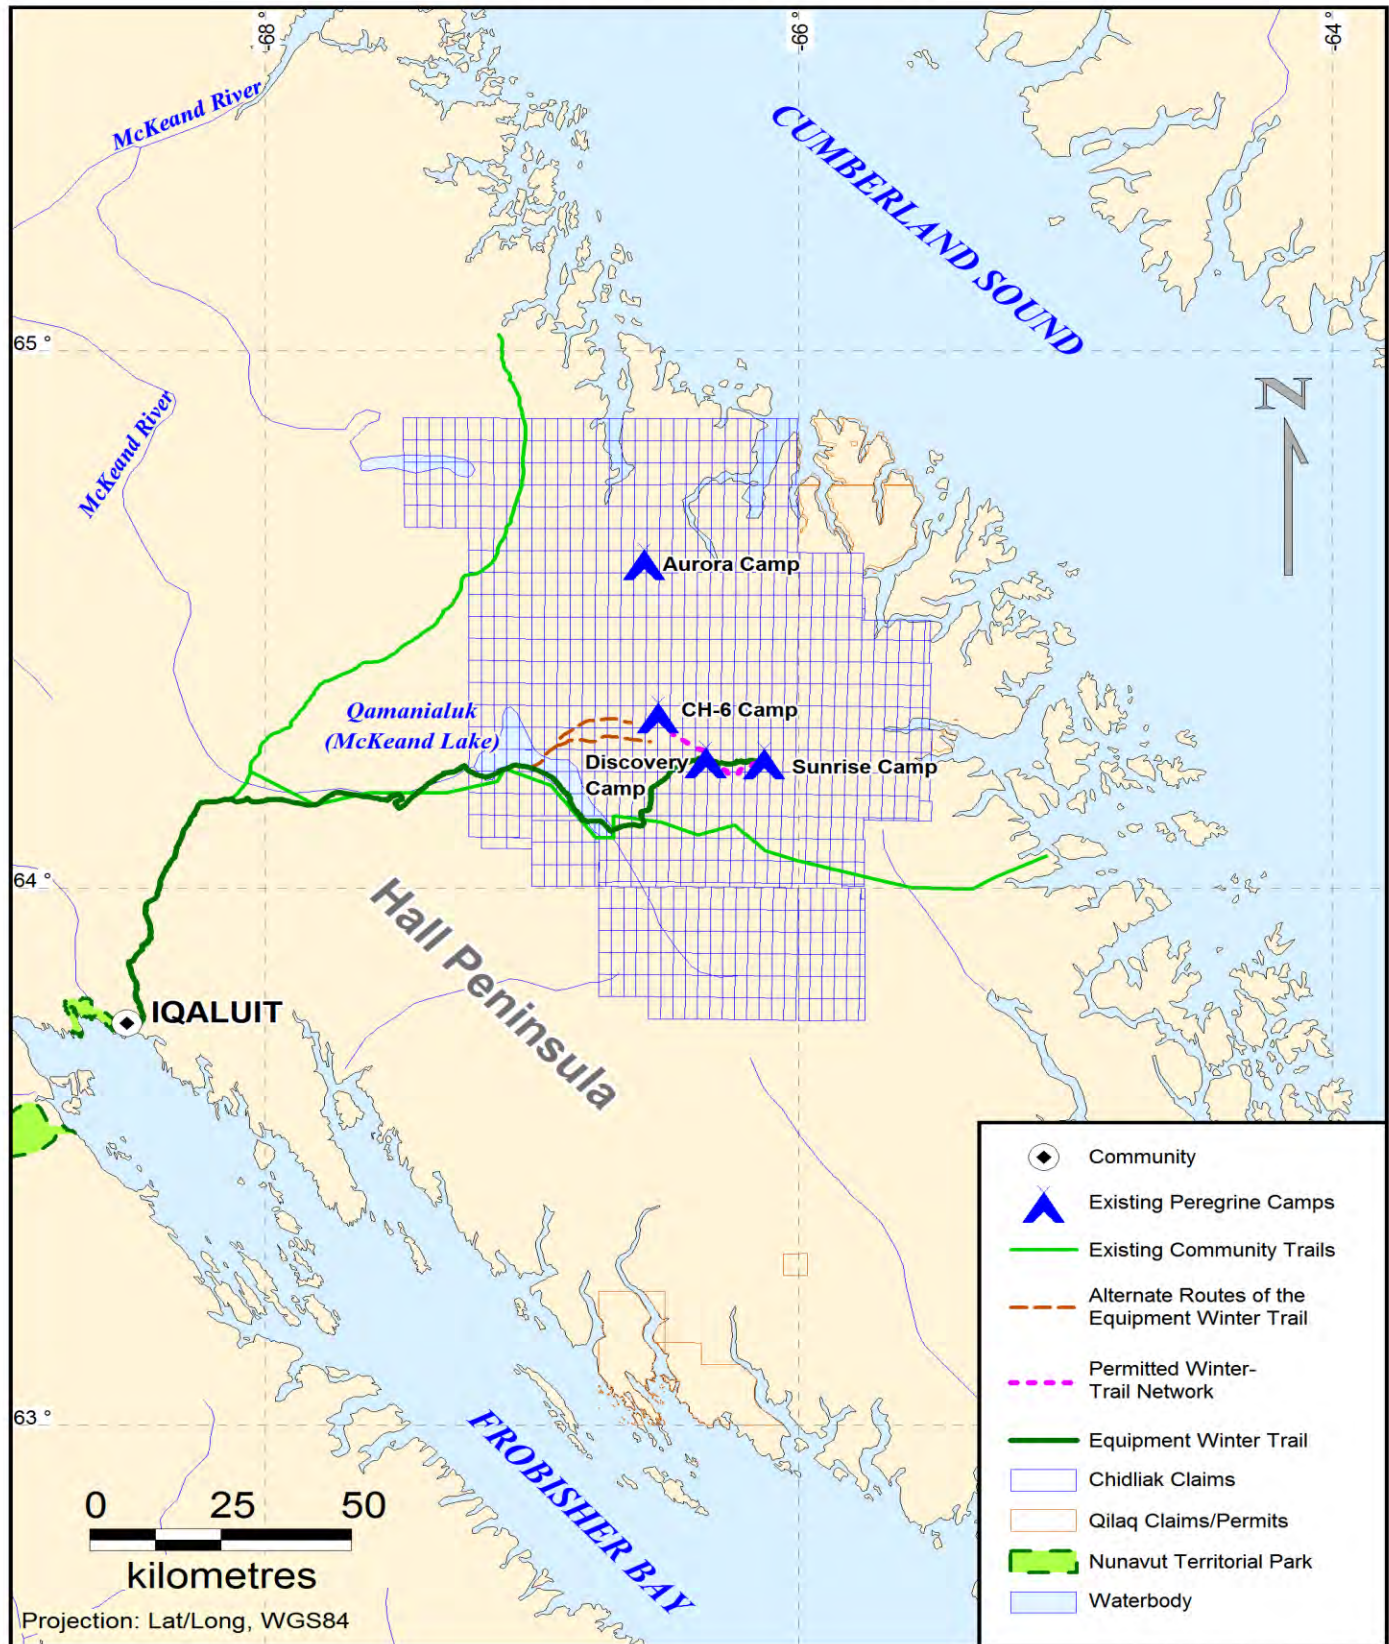 -68 °
-66 °
-64 °
McKeand River
CUMBERLAND SOUND
65 °
N
McKeand River
Aurora Camp
Qamanialuk
(McKeand Lake)
CH-6 Camp
Discovery
Camp
Sunrise Camp
64 °
Hall Peninsula
IQALUIT
63 °
FROBISHER BAY
0 25 50
kilometres
Projection: Lat/Long, WGS84
Community
Existing Peregrine Camps
Existing Community Trails
Alternate Routes of the
Equipment Winter Trail
Permitted Winter-
Trail Network
Equipment Winter Trail
Chidliak Claims
Qilaq Claims/Permits
Nunavut Territorial Park
Waterbody